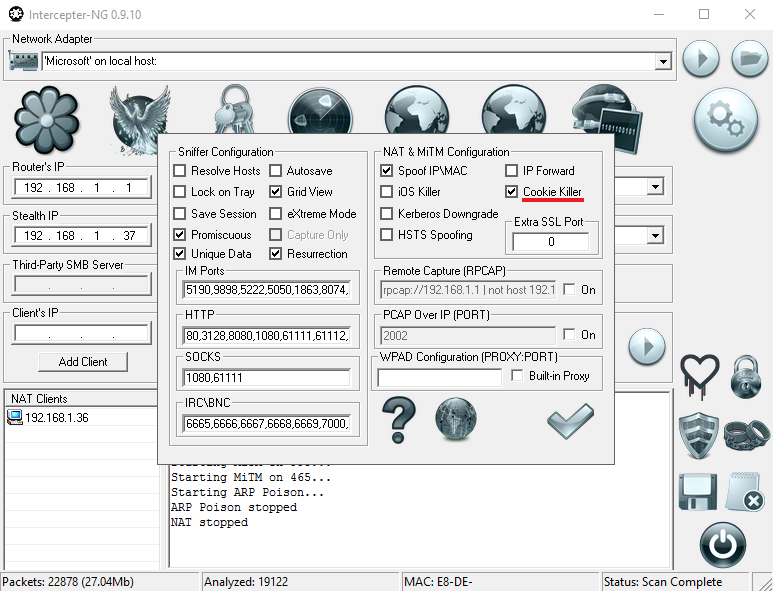 Intercepter-NG 0.9.10
Network Adapter
'Microsoft' on local host:
Router's IP
192 . 168 . 1 . 1
Stealth IP
192 . 168 . 1 . 37
Third-Party SMB Server
. . .
Client's IP
. . .
Add Client
NAT Clients
192.168.1.36
Sniffer Configuration
Resolve Hosts Autosave
Lock on Tray Grid View
Save Session eXtreme Mode
Promiscuous Capture Only
Unique Data Resurrection
IM Ports
5190,9898,5222,5050,1863,8074,
HTTP
80,3128,8080,1080,61111,61112,
SOCKS
1080,61111
IRC\BNC
6665,6666,6667,6668,6669,7000,
NAT & MiTM Configuration
Spoof IP\MAC IP Forward
iOS Killer Cookie Killer
Kerberos Downgrade
HSTS Spoofing
Extra SSL Port
0
Remote Capture (RPCAP)
rpcap://192.168.1.1 | not host 192.1 On
PCAP Over IP (PORT)
2002 On
WPAD Configuration (PROXY:PORT)
Built-in Proxy
Starting MiTM on 465...
Starting ARP Poison...
ARP Poison stopped
NAT stopped
Packets: 22878 (27.04Mb) Analyzed: 19122 MAC: E8-DE- Status: Scan Complete